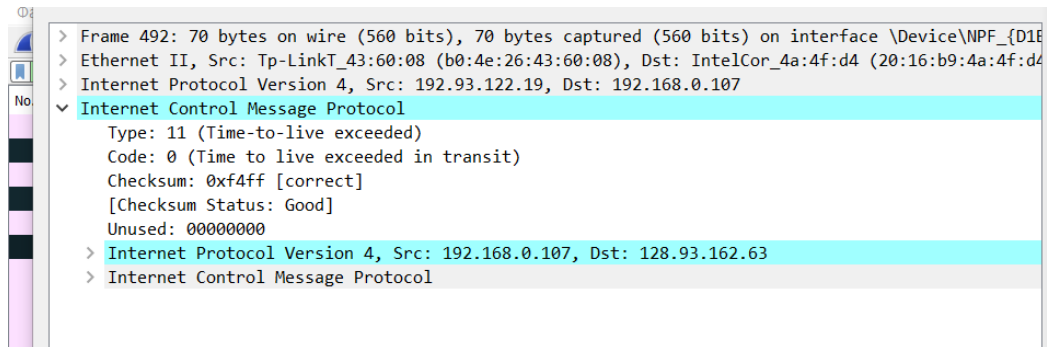 No.
Frame 492: 70 bytes on wire (560 bits), 70 bytes captured (560 bits) on interface \Device\NPF_{D1
Ethernet II, Src: Tp-LinkT_43:60:08 (b0:4e:26:43:60:08), Dst: IntelCor_4a:4f:d4 (20:16:b9:4a:4f:d4
Internet Protocol Version 4, Src: 192.93.122.19, Dst: 192.168.0.107
Internet Control Message Protocol
Type: 11 (Time-to-live exceeded)
Code: 0 (Time to live exceeded in transit)
Checksum: 0xf4ff [correct]
[Checksum Status: Good]
Unused: 00000000
Internet Protocol Version 4, Src: 192.168.0.107, Dst: 128.93.162.63
Internet Control Message Protocol